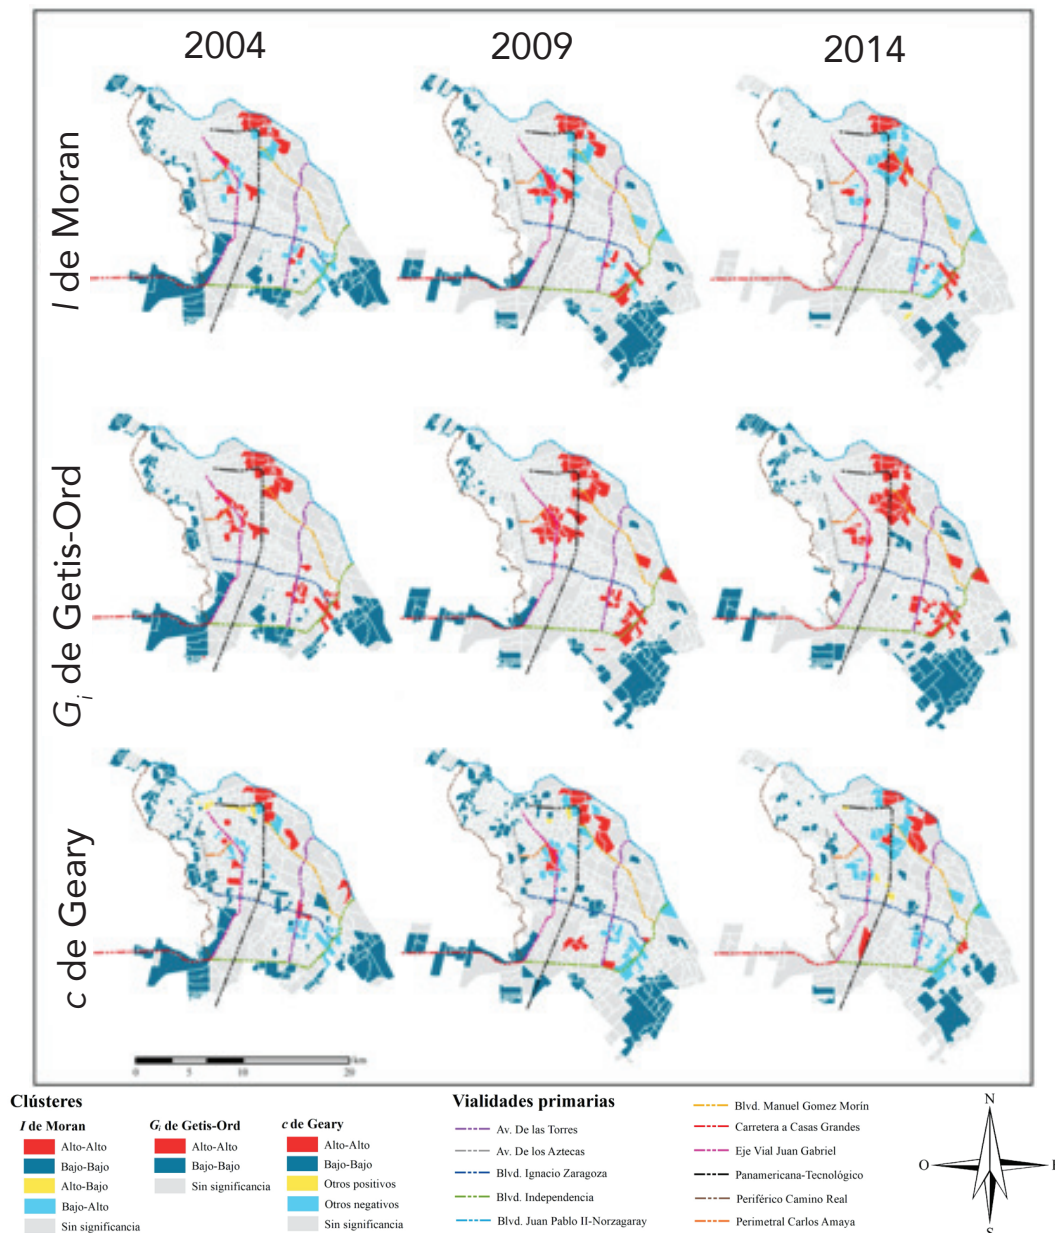 2004 2009 2014
I de Moran
Gi de Getis-Ord
c de Geary
0 5 10 20 km
Clústeres
I de Moran
Alto-Alto
Bajo-Bajo
Alto-Bajo
Bajo-Alto
Sin significancia
Gi de Getis-Ord
Alto-Alto
Bajo-Bajo
Sin significancia
c de Geary
Alto-Alto
Bajo-Bajo
Otros positivos
Otros negativos
Sin significancia
Vialidades primarias
Av. De las Torres
Av. De los Aztecas
Blvd. Ignacio Zaragoza
Blvd. Independencia
Blvd. Juan Pablo II-Norzagaray
Blvd. Manuel Gomez Morín
Carretera a Casas Grandes
Eje Vial Juan Gabriel
Panamericana-Tecnológico
Periférico Camino Real
Perimetral Carlos Amaya
N
O
S